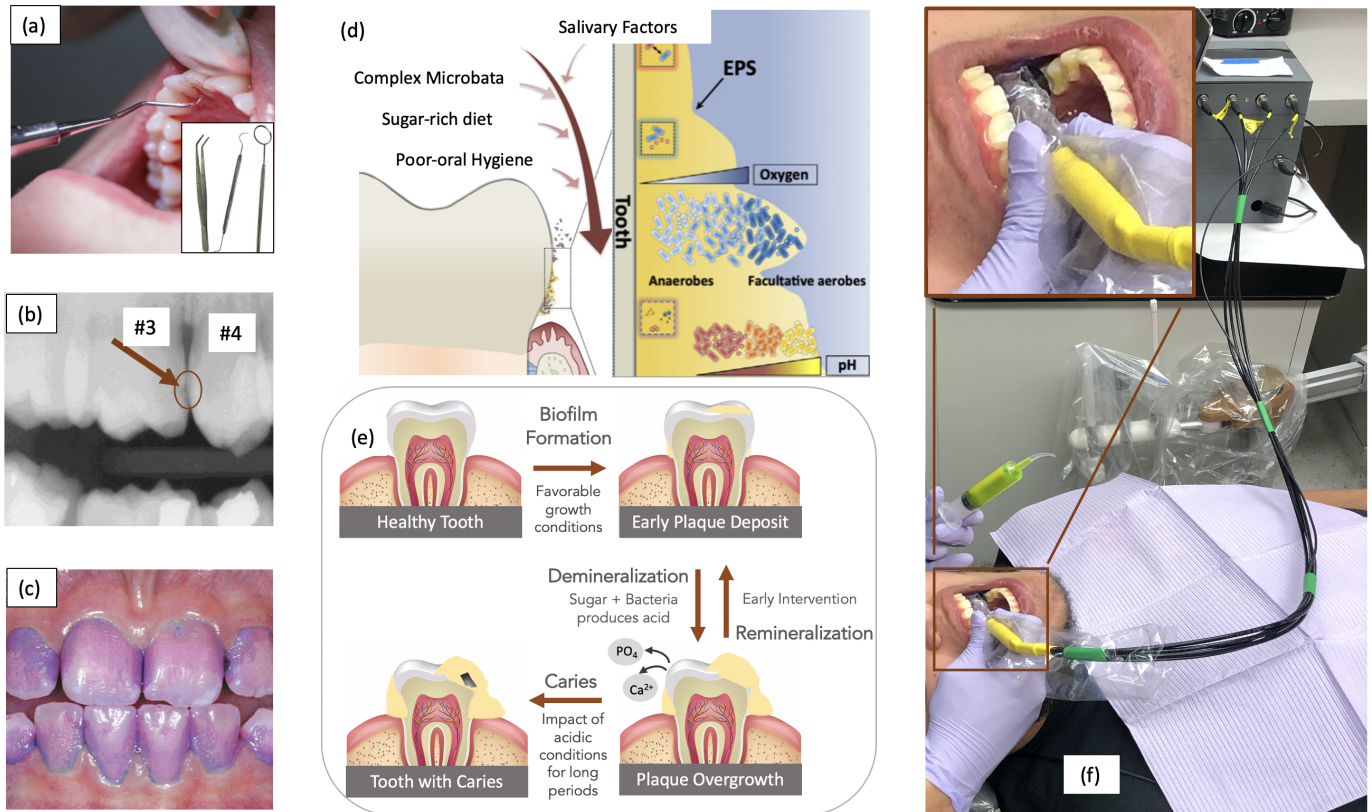 (a)
(b)
#3
#4
(c)
(d)
Salivary Factors
Complex Microbata
Sugar-rich diet
Poor-oral Hygiene
Tooth
EPS
Oxygen
Anaerobes
Facultative aerobes
pH
(e)
Biofilm
Formation
Favorable
growth
conditions
Healthy Tooth
Early Plaque Deposit
Demineralization
Sugar + Bacteria
produces acid
Early Intervention
Remineralization
PO₄
Ca²⁺
Caries
Impact of
acidic
conditions
for long
periods
Tooth with Caries
Plaque Overgrowth
(f)